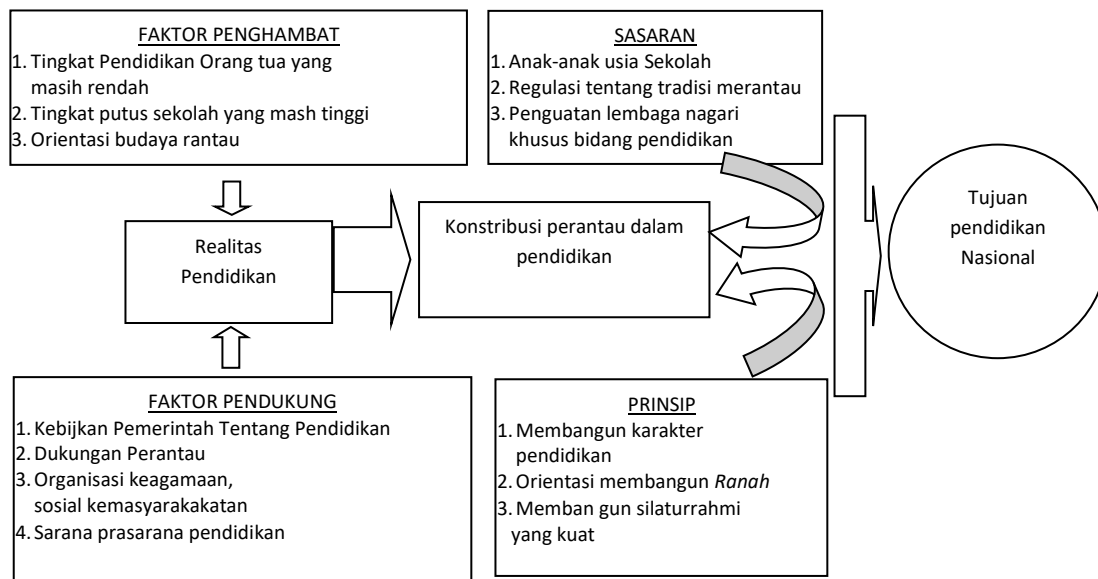 FAKTOR PENGHAMBAT
1. Tingkat Pendidikan Orang tua yang
masih rendah
2. Tingkat putus sekolah yang mash tinggi
3. Orientasi budaya rantau
SASARAN
1. Anak-anak usia Sekolah
2. Regulasi tentang tradisi merantau
3. Penguatan lembaga nagari
khusus bidang pendidikan
Realitas
Pendidikan
Konstribusi perantau dalam
pendidikan
Tujuan
pendidikan
Nasional
FAKTOR PENDUKUNG
1. Kebijkan Pemerintah Tentang Pendidikan
2. Dukungan Perantau
3. Organisasi keagamaan,
sosial kemasyarakakatan
4. Sarana prasarana pendidikan
PRINSIP
1. Membangun karakter
pendidikan
2. Orientasi membangun Ranah
3. Memban gun silaturrahmi
yang kuat